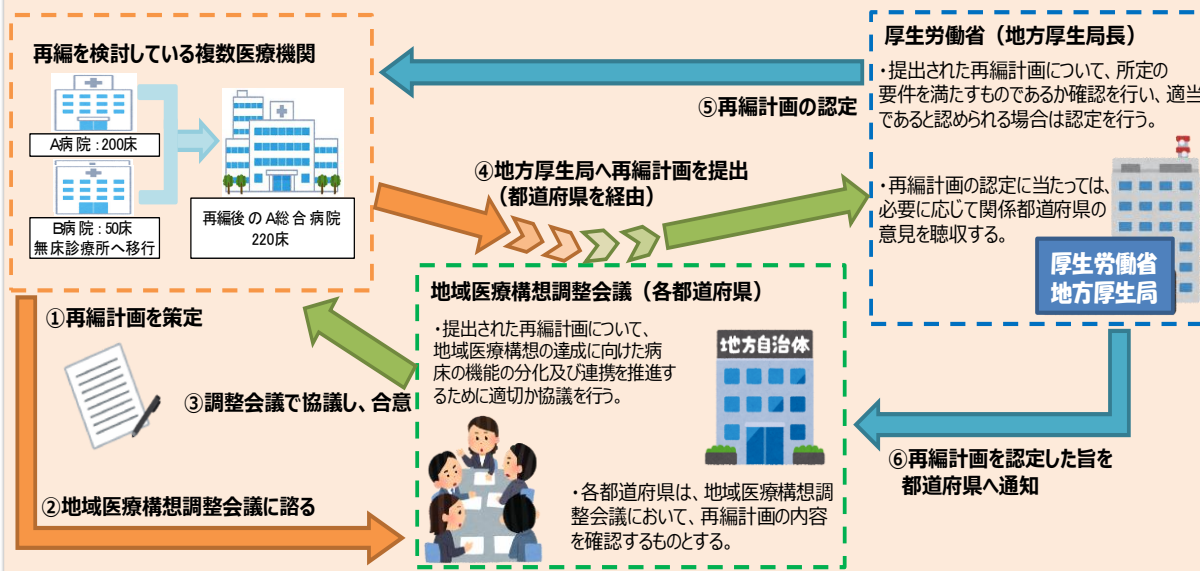 再編を検討している複数医療機関
A病院:200床
B病院:50床
無床診療所へ移行
再編後のA総合病院
220床
①再編計画を策定
②地域医療構想調整会議に諮る
③調整会議で協議し、合意
④地方厚生局へ再編計画を提出
(都道府県を経由)
⑤再編計画の認定
地域医療構想調整会議(各都道府県)
・提出された再編計画について、
地域医療構想の達成に向けた病
床の機能の分化及び連携を推進す
るために適切か協議を行う。
地方自治体
・各都道府県は、地域医療構想調
整会議において、再編計画の内容
を確認するものとする。
厚生労働省(地方厚生局長)
・提出された再編計画について、所定の
要件を満たすものであるか確認を行い、適当
であると認められる場合は認定を行う。
・再編計画の認定に当たっては、
必要に応じて関係都道府県の
意見を聴収する。
厚生労働省
地方厚生局
⑥再編計画を認定した旨を
都道府県へ通知